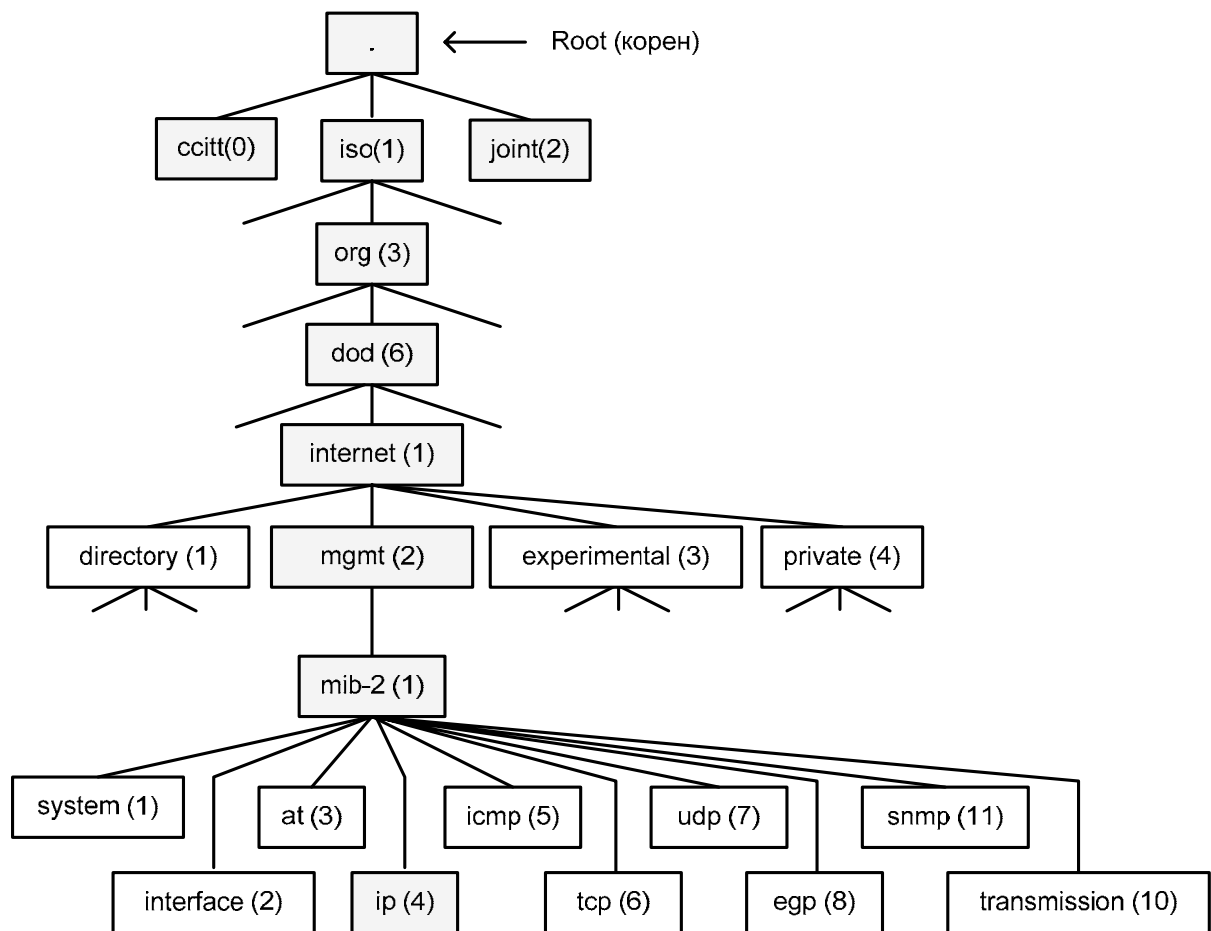 .
Root (корен)
ccitt(0)
iso(1)
joint(2)
org (3)
dod (6)
internet (1)
directory (1)
mgmt (2)
experimental (3)
private (4)
mib-2 (1)
system (1)
at (3)
icmp (5)
udp (7)
snmp (11)
interface (2)
ip (4)
tcp (6)
egp (8)
transmission (10)